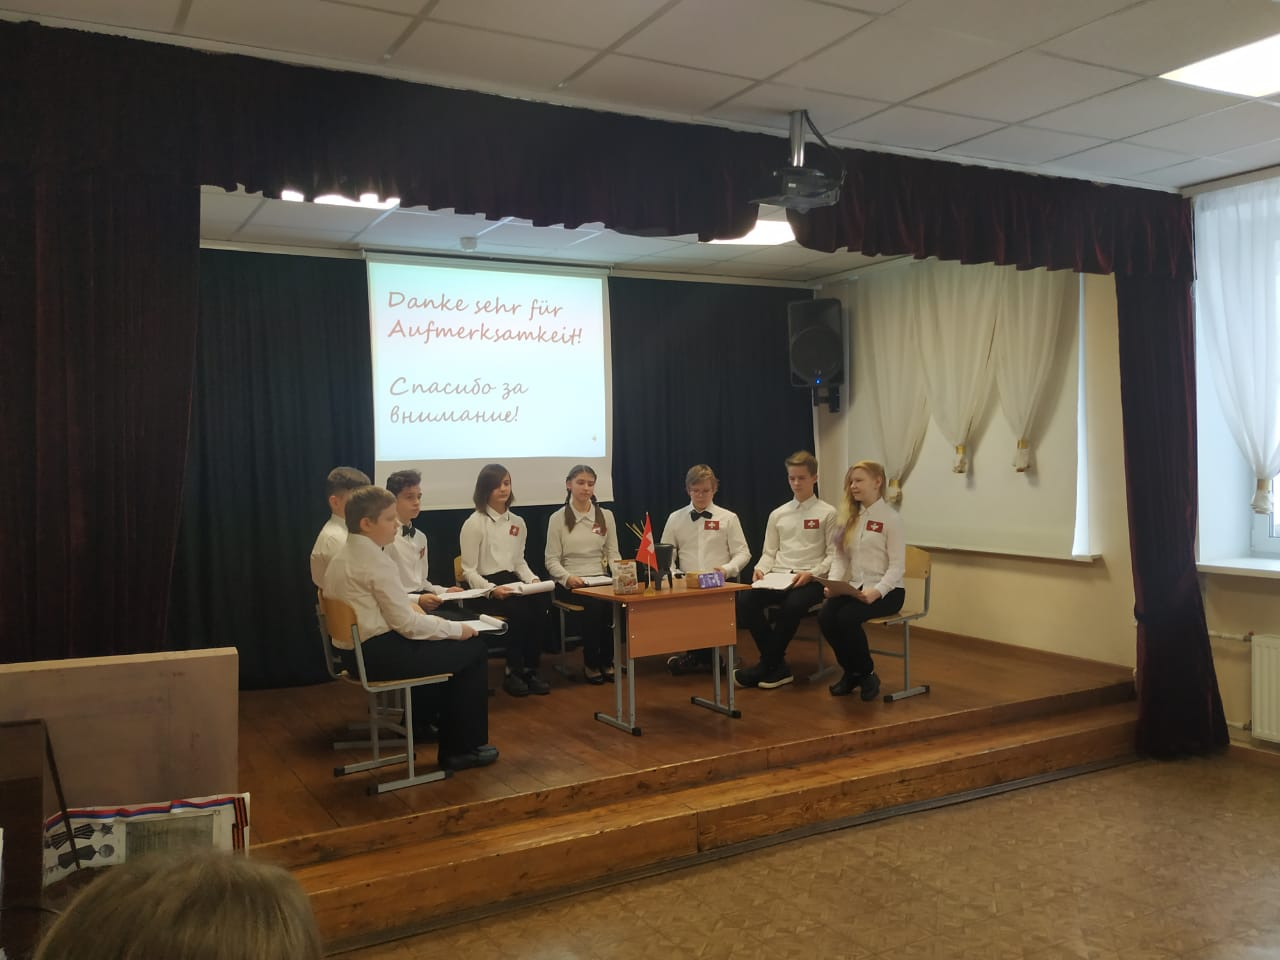 Danke sehr für
Aufmerksamkeit!
Спасибо за
внимание!